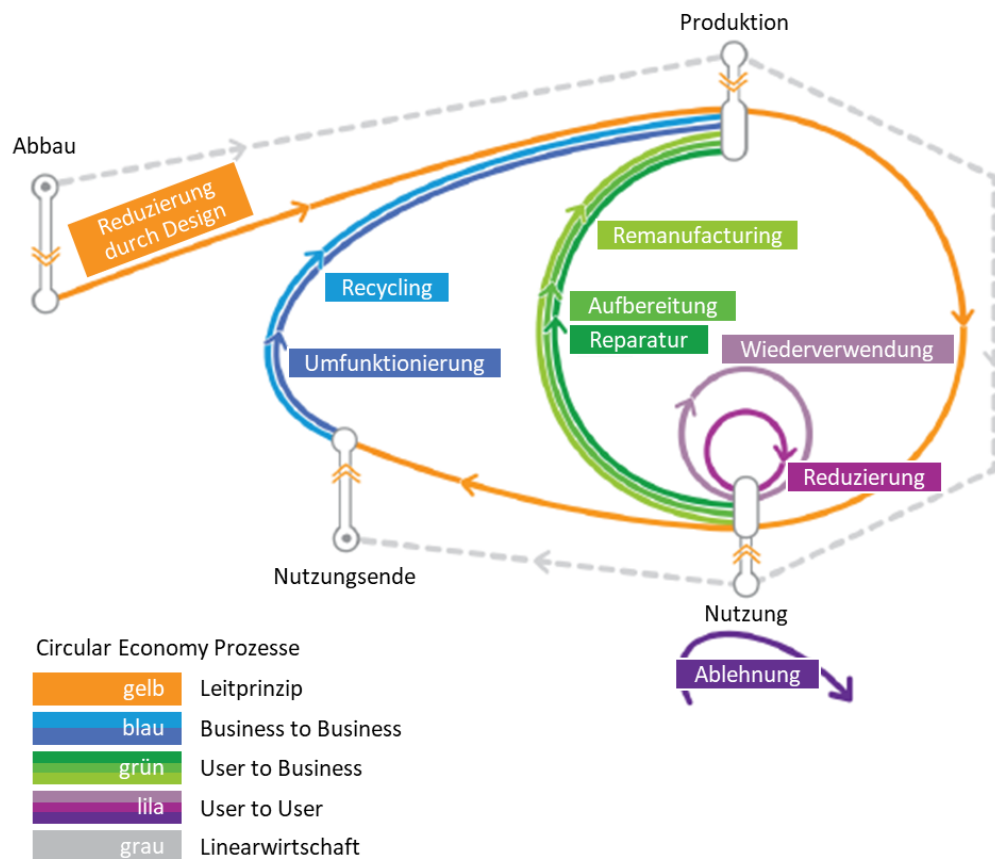 Produktion
Abbau
Reduzierung
durch Design
Remanufacturing
Recycling
Aufbereitung
Reparatur
Wiederverwendung
Umfunktionierung
Reduzierung
Nutzungsende
Nutzung
Ablehnung
Circular Economy Prozesse
gelb Leitprinzip
blau Business to Business
grün User to Business
lila User to User
grau Linearwirtschaft